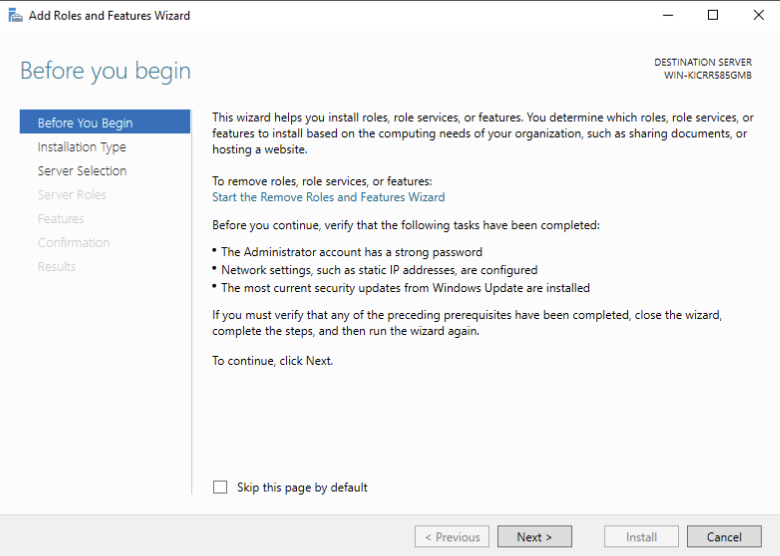 Add Roles and Features Wizard
Before you begin
DESTINATION SERVER
WIN-KICRR585GMB
Before You Begin
Installation Type
Server Selection
Server Roles
Features
Confirmation
Results
This wizard helps you install roles, role services, or features. You determine which roles, role services, or
features to install based on the computing needs of your organization, such as sharing documents, or
hosting a website.
To remove roles, role services, or features:
Start the Remove Roles and Features Wizard
Before you continue, verify that the following tasks have been completed:
• The Administrator account has a strong password
• Network settings, such as static IP addresses, are configured
• The most current security updates from Windows Update are installed
If you must verify that any of the preceding prerequisites have been completed, close the wizard,
complete the steps, and then run the wizard again.
To continue, click Next.
Skip this page by default
< Previous
Next >
Install
Cancel